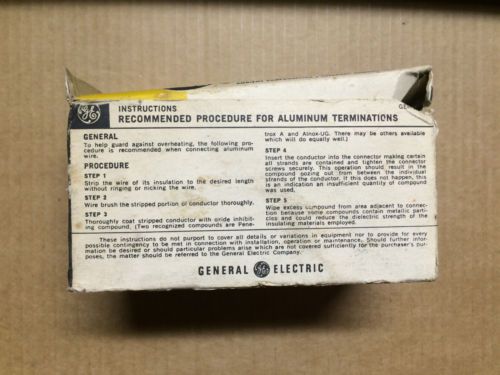 GE
INSTRUCTIONS
RECOMMENDED PROCEDURE FOR ALUMINUM TERMINATIONS
GENERAL
To help guard against overheating, the following pro-
cedure is recommended when connecting aluminum
wire.
PROCEDURE
STEP 1
Strip the wire of its insulation to the desired length
without ringing or nicking the wire.
STEP 2
Wire brush the stripped portion of conductor thoroughly.
STEP 3
Thoroughly coat stripped conductor with oxide inhibit-
ing compound. (Two recognized compounds are Pene-
trox A and Alnox-UG. There may be others available
which would do equally well.)
STEP 4
Insert the conductor into the connector making certain
all strands are contained and tighten the connector
screws securely. This operation should result in the
compound oozing out from between the individual
strands of the conductor. If this does not happen, this
is an indication an insufficient quantity of compound
was used.
STEP 5
Wipe excess compound from area adjacent to connec-
tion because some compounds contain metallic parti-
cles and could reduce the dielectric strength of the
insulating materials employed.
These instructions do not purport to cover all details or variations in equipment nor to provide for every
possible contingency to be met in connection with installation, operation or maintenance. Should further in-
formation be desired or should particular problems arise which are not covered sufficiently for the purchaser's
purposes, the matter should be referred to the General Electric Company.
GENERAL GE ELECTRIC